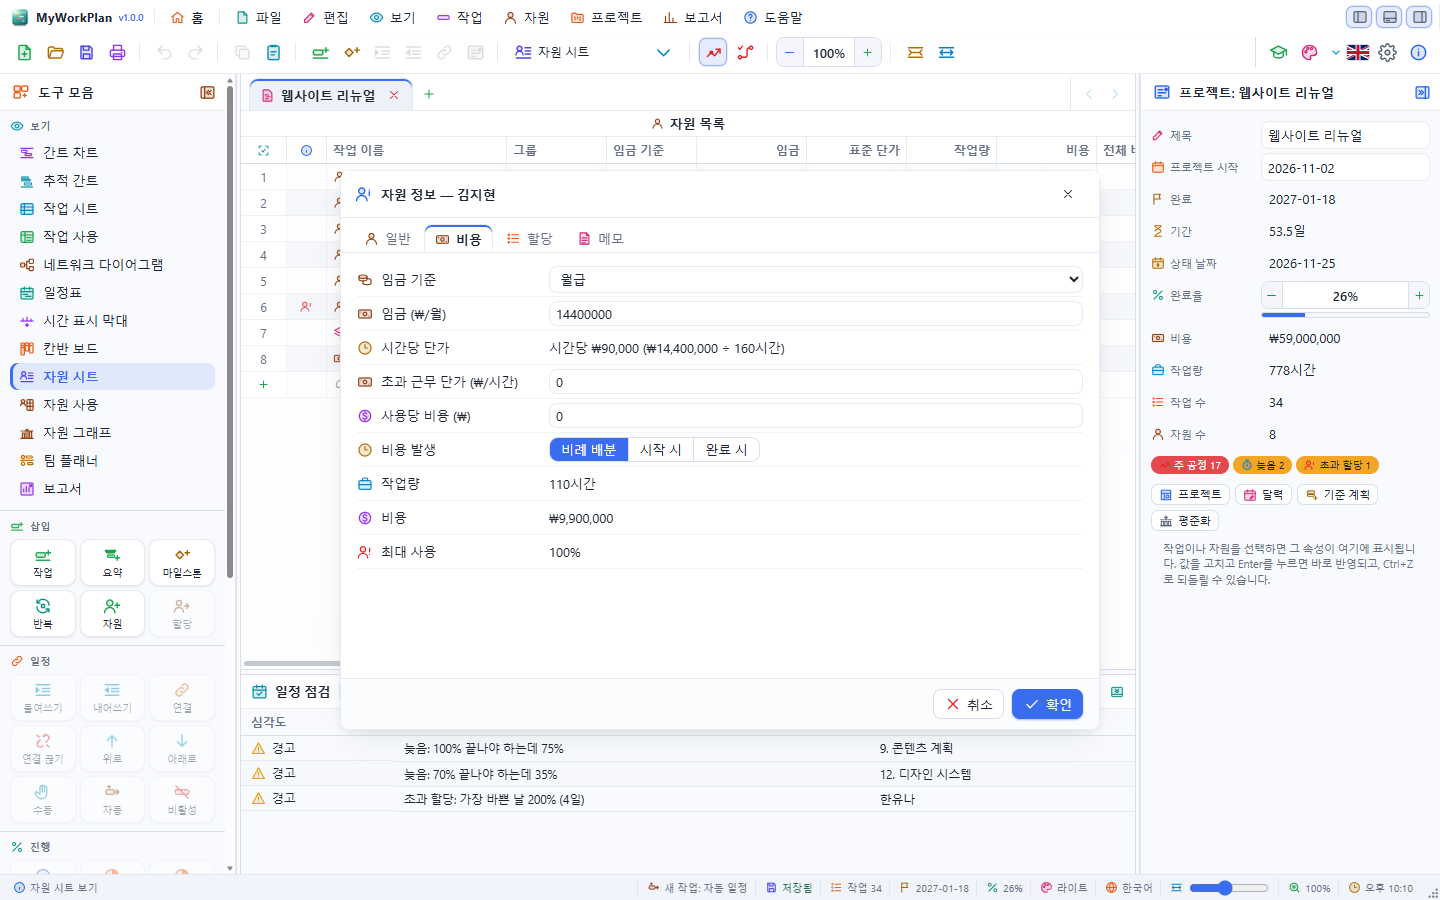 MyWorkPlan v1.0.0 홈 파일 편집 보기 작업 자원 프로젝트 보고서 도움말
자원 시트 100%
도구 모음
보기
간트 차트
추적 간트
작업 시트
작업 사용
네트워크 다이어그램
일정표
시간 표시 막대
칸반 보드
자원 시트
자원 사용
자원 그래프
팀 플래너
보고서
삽입
작업 요약 마일스톤
반복 자원 할당
일정
들여쓰기 내어쓰기 연결
연결 끊기 위로 아래로
수동 자동 비활성
진행
웹사이트 리뉴얼
자원 목록
작업 이름 그룹 임금 기준 임금 표준 단가 작업량 비용 전체
1
2
3
4
5
6
7
8
자원 정보 — 김지현
일반 비용 할당 메모
임금 기준 월급
임금 (₩/월) 14400000
시간당 단가 시간당 ₩90,000 (₩14,400,000 ÷ 160시간)
초과 근무 단가 (₩/시간) 0
사용당 비용 (₩) 0
비용 발생 비례 배분 시작 시 완료 시
작업량 110시간
비용 ₩9,900,000
최대 사용 100%
취소 확인
일정 점검
심각도
경고 늦음: 100% 끝나야 하는데 75% 9. 콘텐츠 계획
경고 늦음: 70% 끝나야 하는데 35% 12. 디자인 시스템
경고 초과 할당: 가장 바쁜 날 200% (4일) 한유나
프로젝트: 웹사이트 리뉴얼
제목 웹사이트 리뉴얼
프로젝트 시작 2026-11-02
완료 2027-01-18
기간 53.5일
상태 날짜 2026-11-25
완료율 26%
비용 ₩59,000,000
작업량 778시간
작업 수 34
자원 수 8
주 공정 17 늦음 2 초과 할당 1
프로젝트 달력 기준 계획
평준화
작업이나 자원을 선택하면 그 속성이 여기에 표시됩니
다. 값을 고치고 Enter를 누르면 바로 반영되고, Ctrl+Z
로 되돌릴 수 있습니다.
자원 시트 보기 새 작업: 자동 일정 저장됨 작업 34 2027-01-18 26% 라이트 한국어 100% 오후 10:10